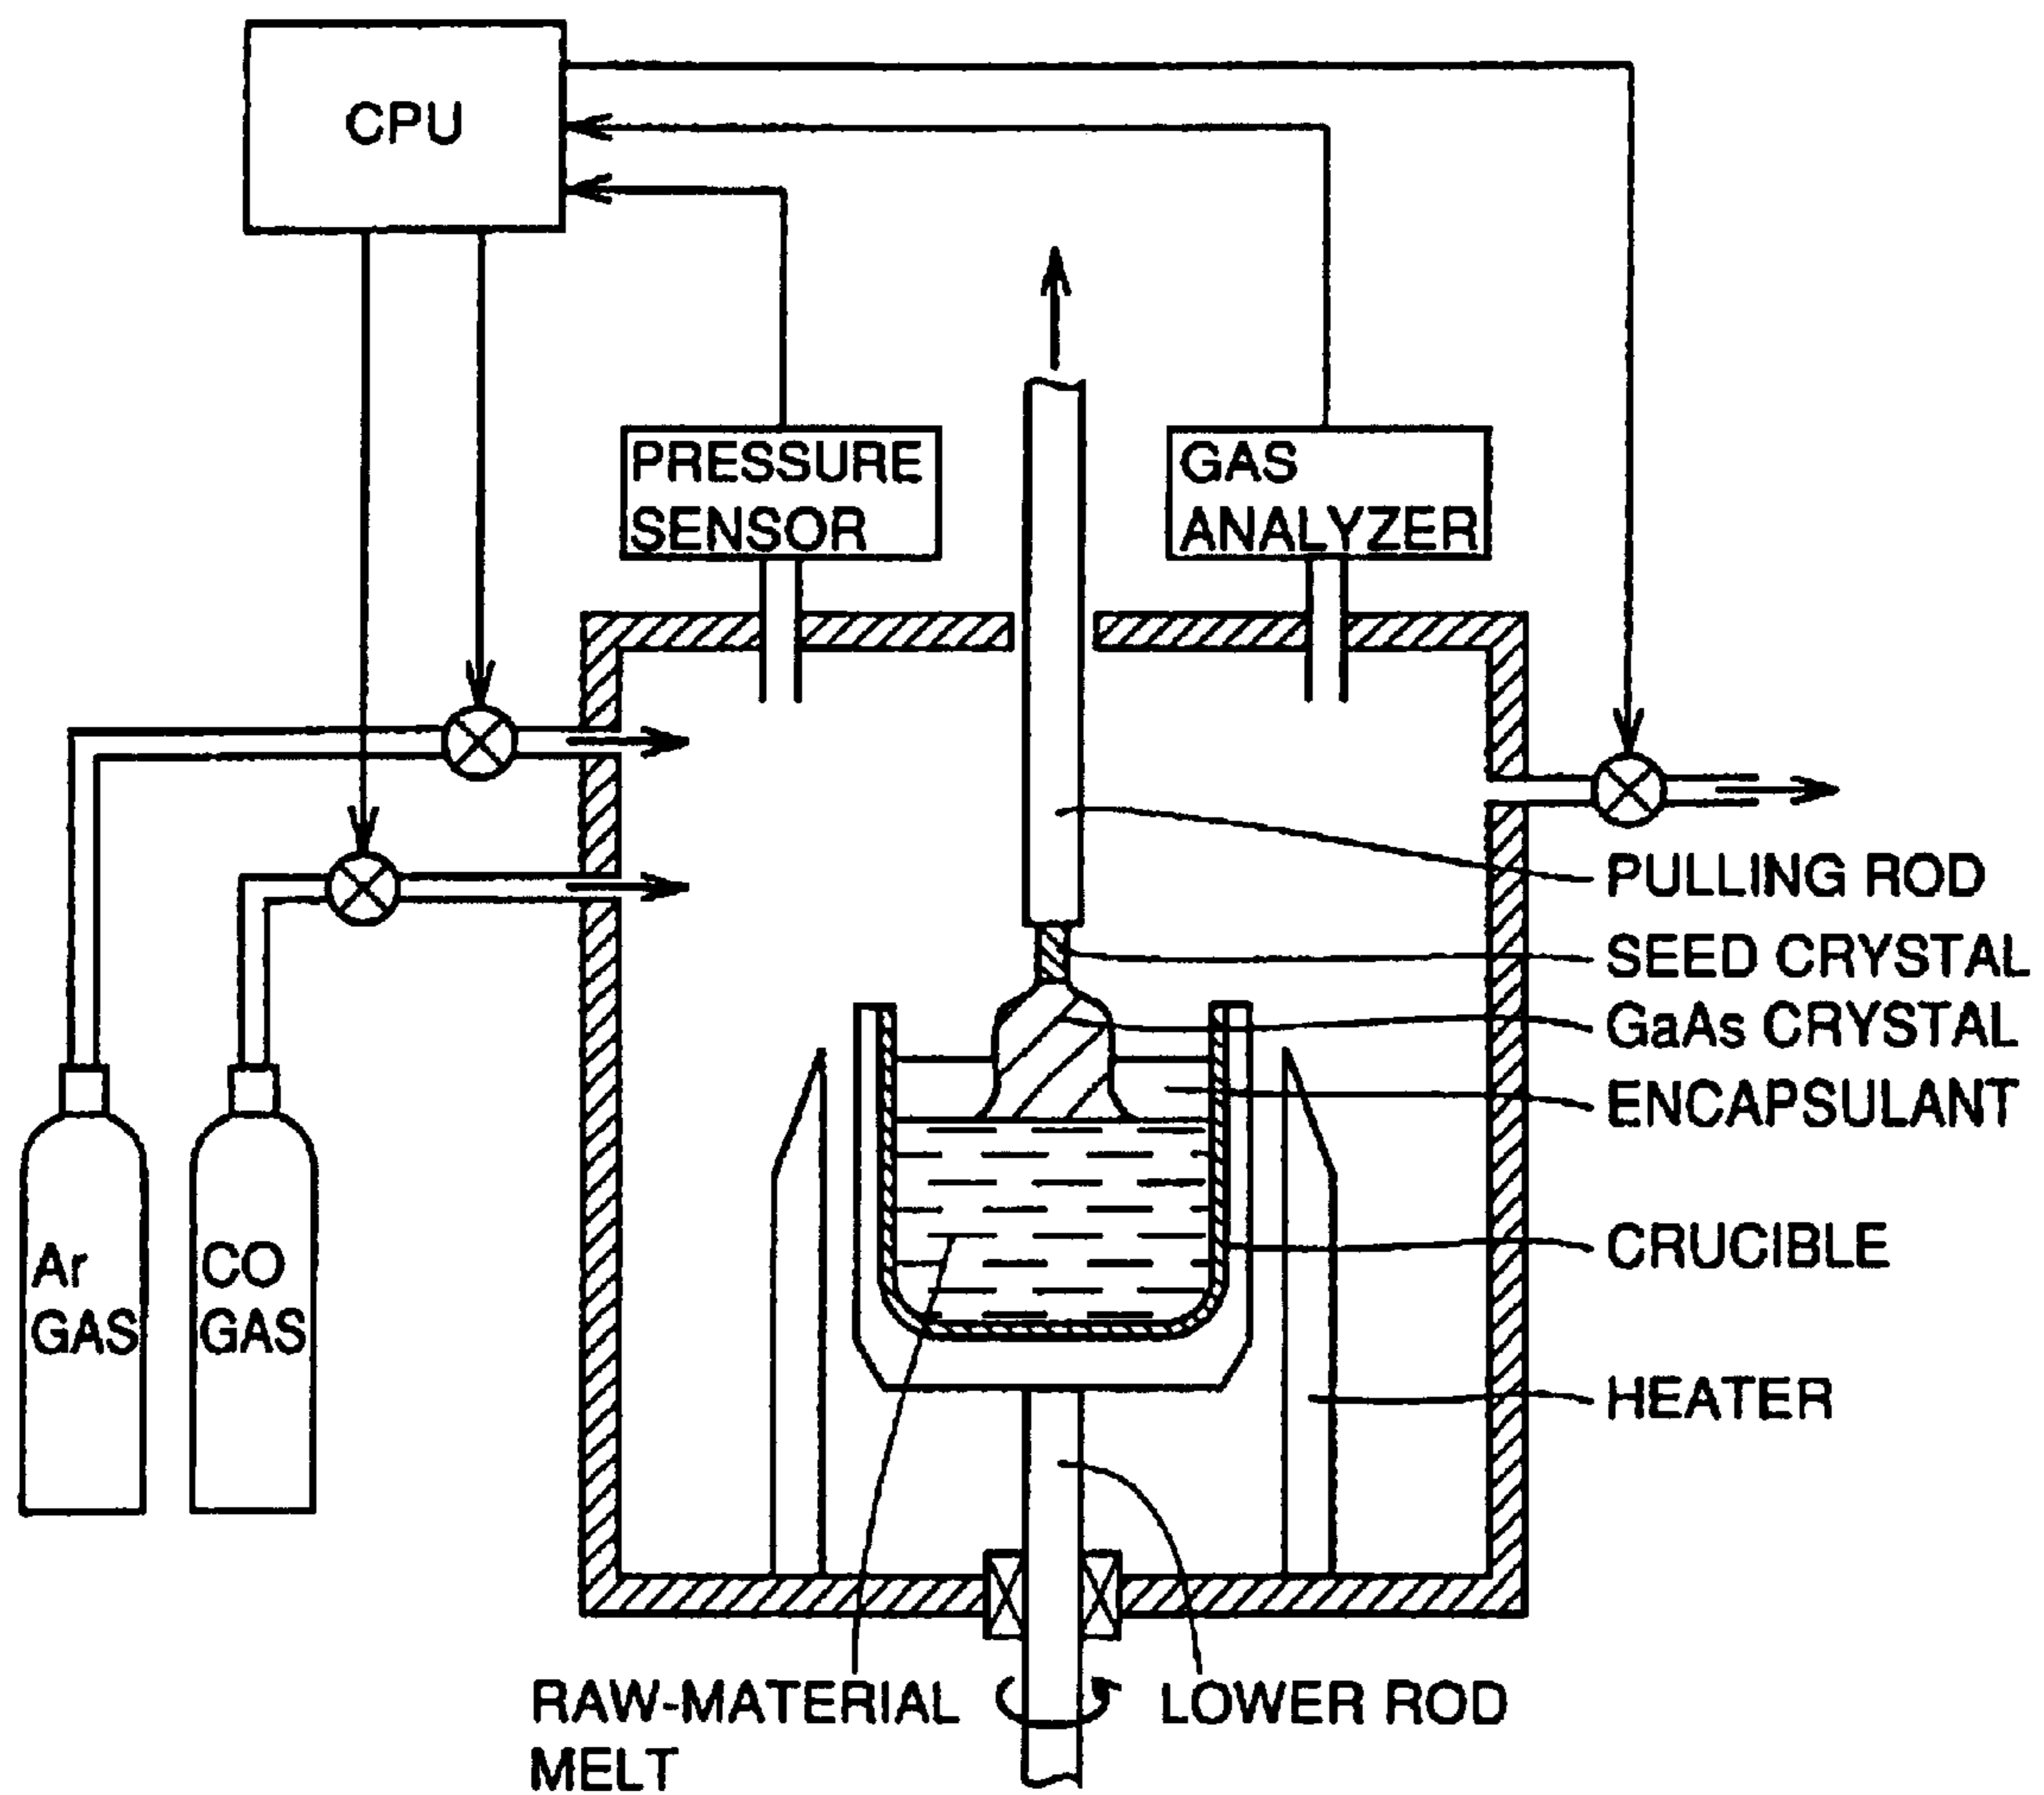 CPU
PRESSURE
SENSOR
GAS
ANALYZER
PULLING ROD
SEED CRYSTAL
GaAs CRYSTAL
ENCAPSULANT
Ar
GAS
CO
GAS
CRUCIBLE
HEATER
RAW-MATERIAL
MELT
LOWER ROD